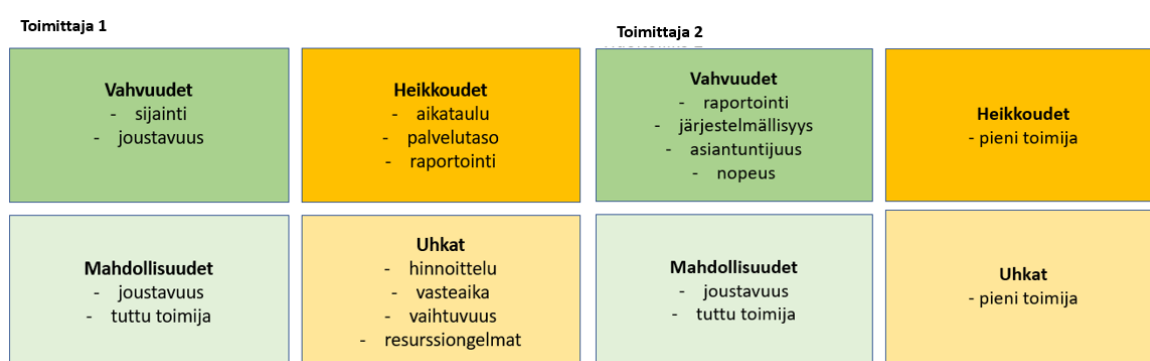 Toimittaja 1
Vahvuudet
- sijainti
- joustavuus
Heikkoudet
- aikataulu
- palvelutaso
- raportointi
Mahdollisuudet
- joustavuus
- tuttu toimija
Uhkat
- hinnoittelu
- vasteaika
- vaihtuvuus
- resurssiongelmat
Toimittaja 2
Vahvuudet
- raportointi
- järjestelmällisyys
- asiantuntijuus
- nopeus
Heikkoudet
- pieni toimija
Mahdollisuudet
- joustavuus
- tuttu toimija
Uhkat
- pieni toimija